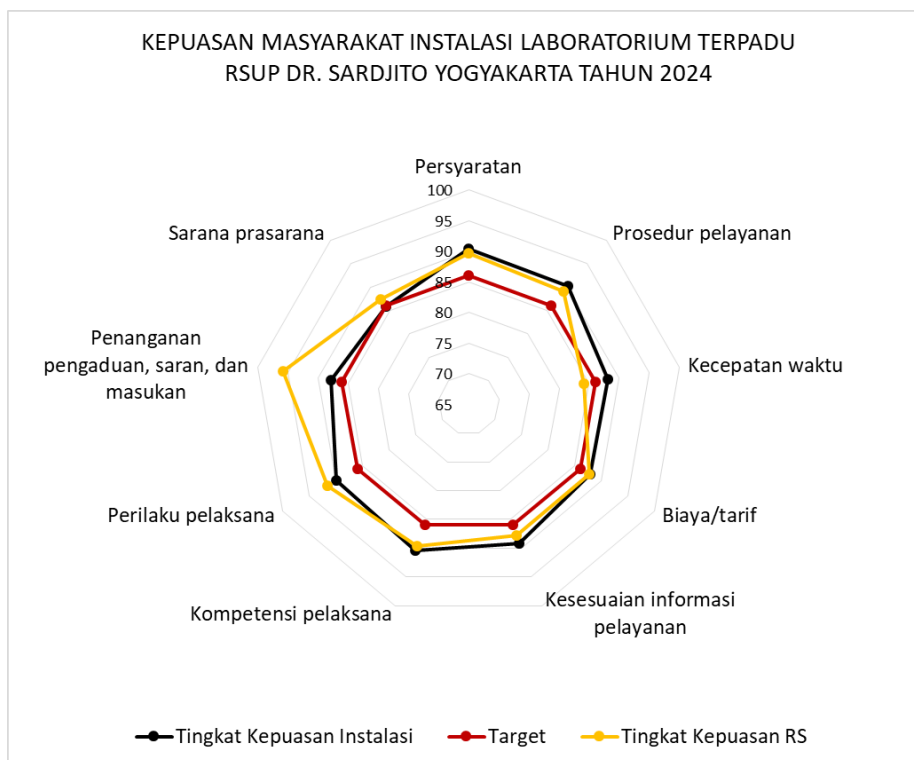 KEPUASAN MASYARAKAT INSTALASI LABORATORIUM TERPADU
RSUP DR. SARDJITO YOGYAKARTA TAHUN 2024
Persyaratan
100
95
90
85
80
75
70
65
Prosedur pelayanan
Kecepatan waktu
Biaya/tarif
Kesesuaian informasi
pelayanan
Kompetensi pelaksana
Perilaku pelaksana
Penanganan
pengaduan, saran, dan
masukan
Sarana prasarana
Tingkat Kepuasan Instalasi
Target
Tingkat Kepuasan RS